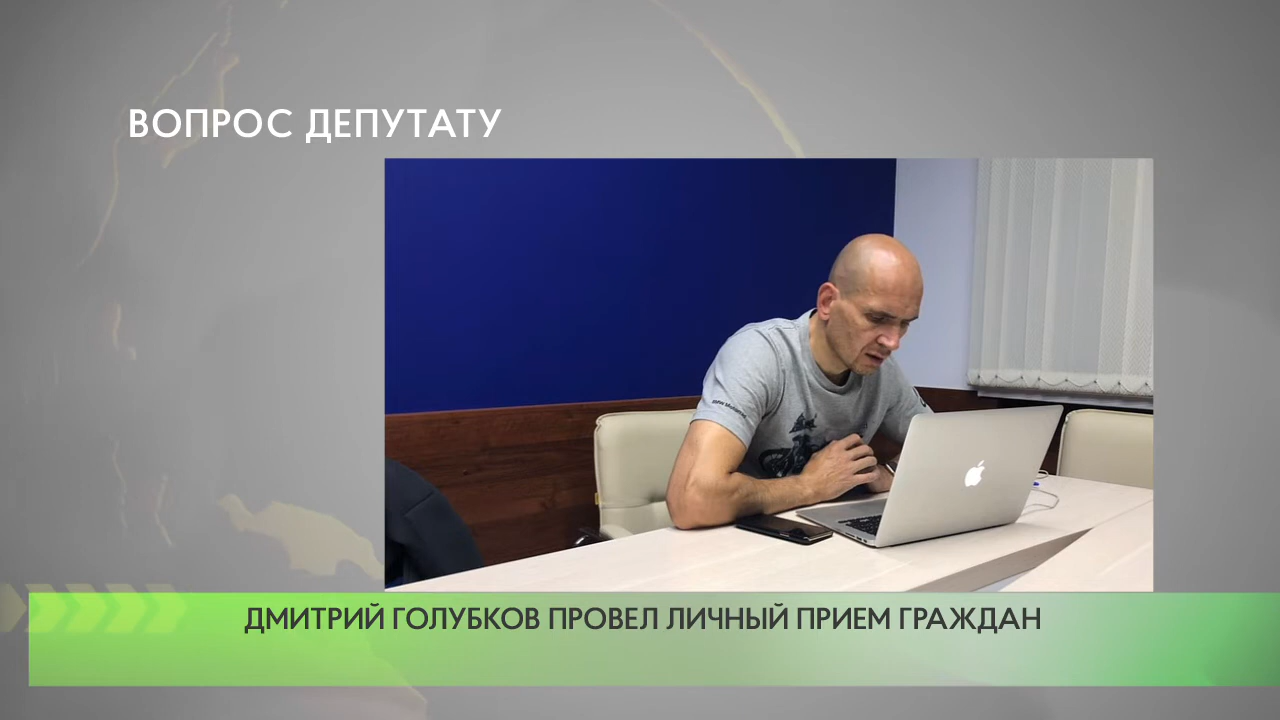 ВОПРОС ДЕПУТАТУ
ДМИТРИЙ ГОЛУБКОВ ПРОВЕЛ ЛИЧНЫЙ ПРИЕМ ГРАЖДАН